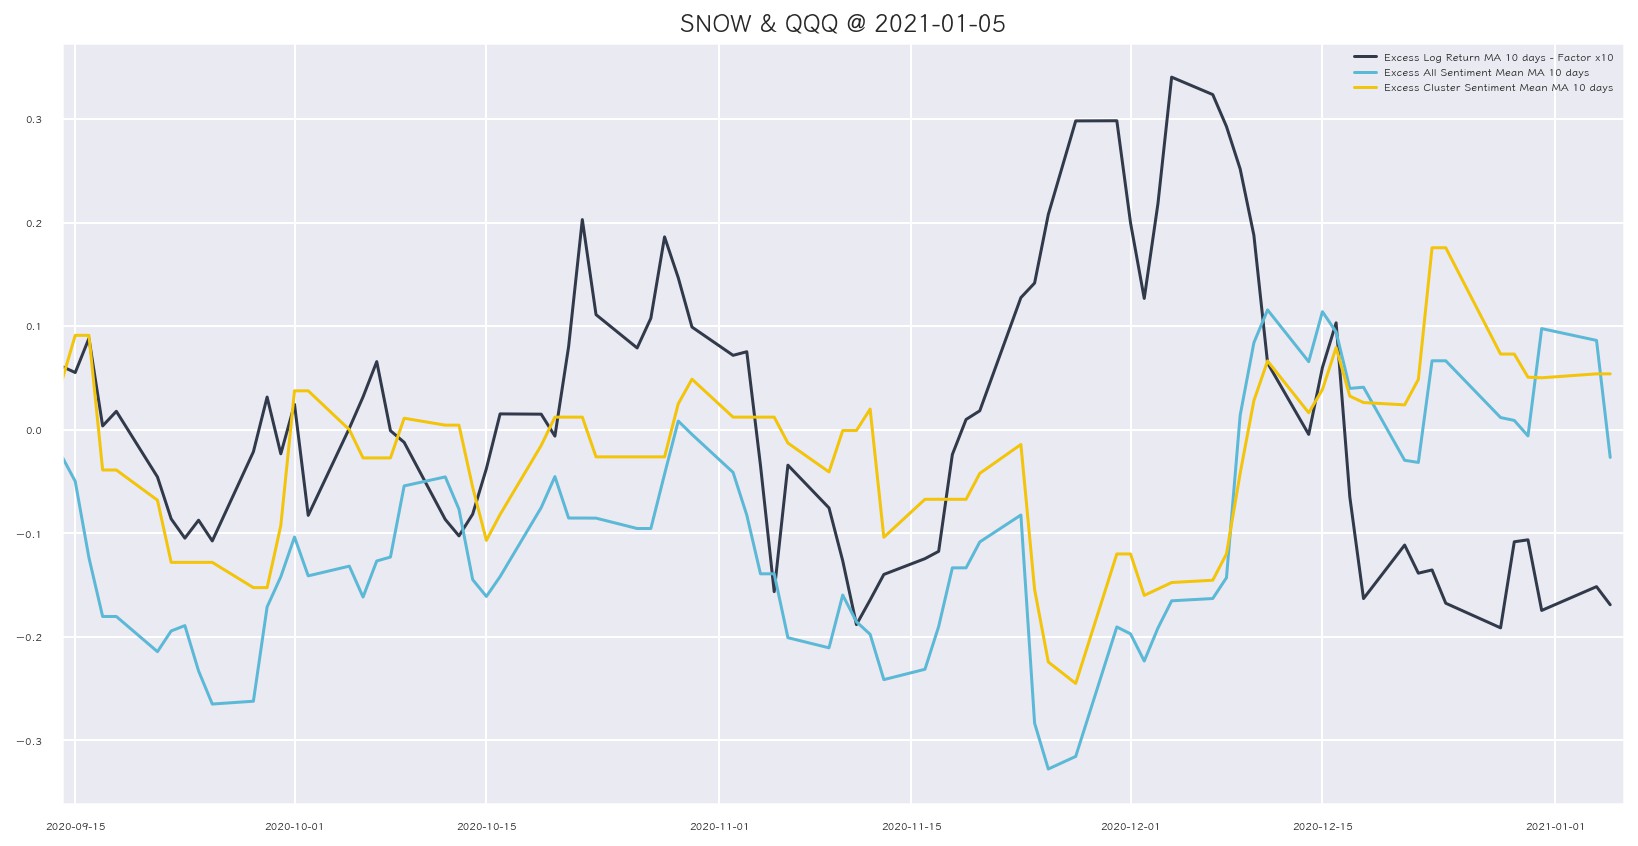 SNOW & QQQ @ 2021-01-05
Excess Log Return MA 10 days - Factor x10
Excess All Sentiment Mean MA 10 days
Excess Cluster Sentiment Mean MA 10 days
0.3
0.2
0.1
0.0
−0.1
−0.2
−0.3
2020-09-15 2020-10-01 2020-10-15 2020-11-01 2020-11-15 2020-12-01 2020-12-15 2021-01-01